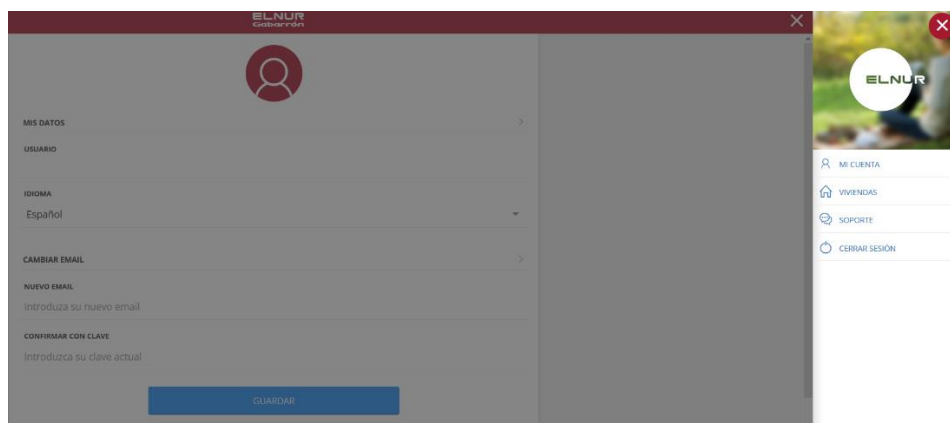 ELNUR
Gabarrón
MIS DATOS
USUARIO
IDIOMA
Español
CAMBIAR EMAIL
NUEVO EMAIL
Introduza su nuevo email
CONFIRMAR CON CLAVE
Introduzca su clave actual
GUARDAR
ELNUR
MI CUENTA
VIVIENDAS
SOPORTE
CERRAR SESIÓN